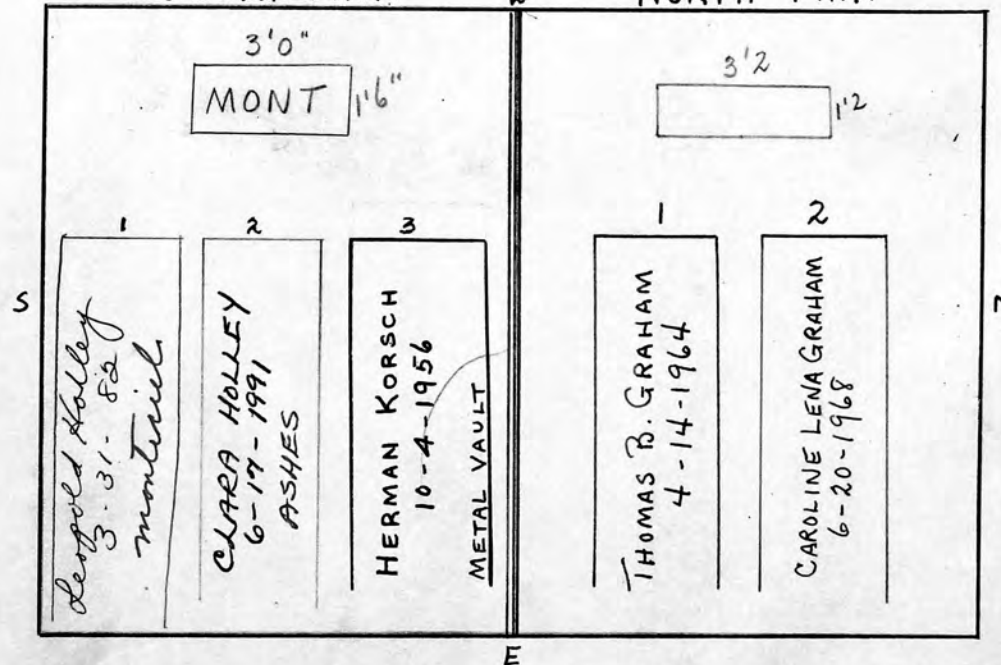 3'0"
MONT
1'6"
3'2
1'2
S
1
Leopold Holley
3-31-82
2
CLARA HOLLEY
6-17-1991
ASHES
3
HERMAN KORSCH
10-4-1956
METAL VAULT
1
THOMAS B. GRAHAM
4-14-1964
2
CAROLINE LENA GRAHAM
6-20-1968
E